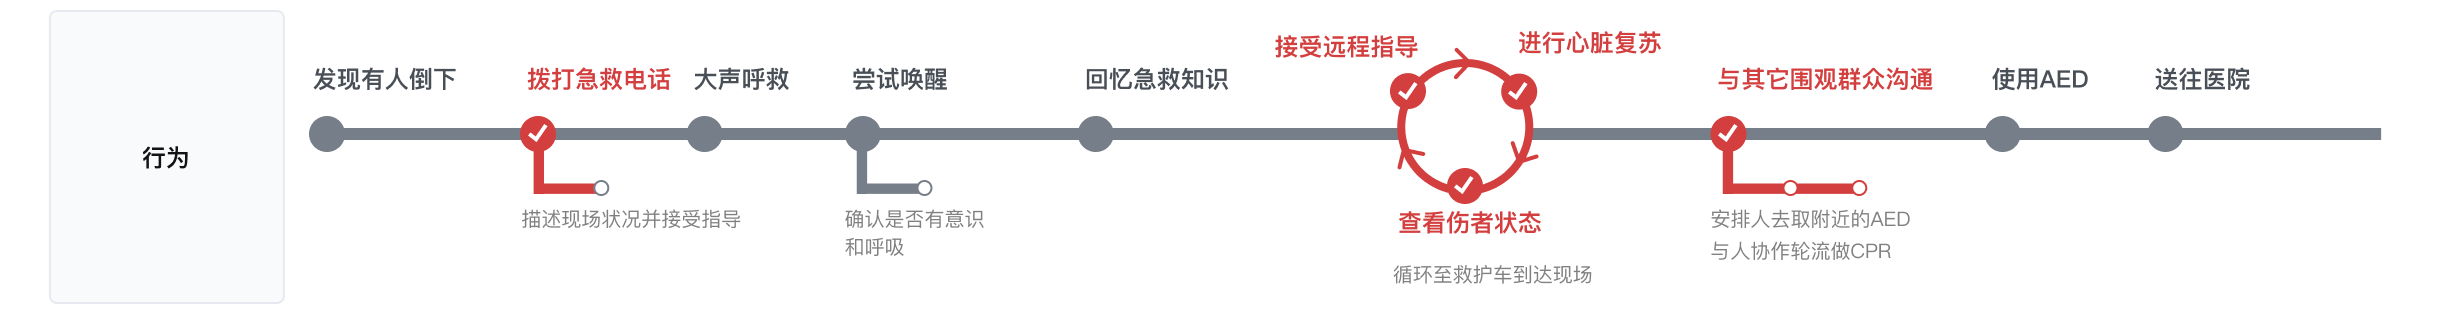 行为
发现有人倒下
拨打急救电话
描述现场状况并接受指导
大声呼救
尝试唤醒
确认是否有意识
和呼吸
回忆急救知识
接受远程指导
进行心脏复苏
查看伤者状态
循环至救护车到达现场
与其它围观群众沟通
安排人去取附近的AED
与人协作轮流做CPR
使用AED
送往医院